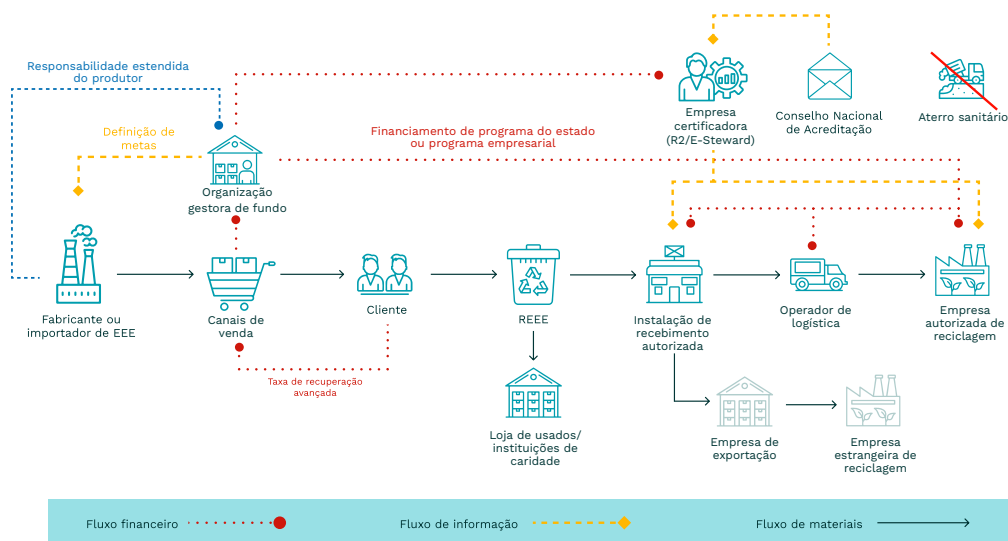 Responsabilidade estendida
do produtor
Definição de
metas
Organização
gestora de fundo
Financiamento de programa do estado
ou programa empresarial
Empresa
certificadora
(R2/E-Steward)
Conselho Nacional
de Acreditação
Aterro sanitário
Fabricante ou
importador de EEE
Canais de
venda
Cliente
REEE
Instalação de
recebimento
autorizada
Operador de
logística
Empresa
autorizada de
reciclagem
Taxa de recuperação
avançada
Loja de usados/
instituições de
caridade
Empresa de
exportação
Empresa
estrangeira de
reciclagem
Fluxo financeiro
Fluxo de informação
Fluxo de materiais